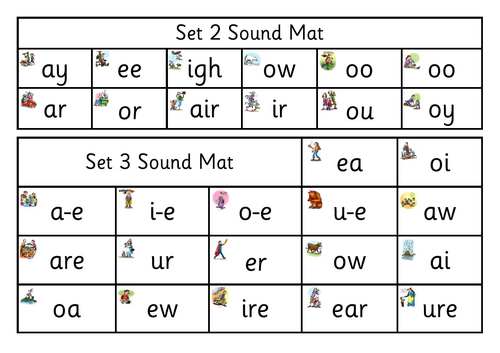 Set 2 Sound Mat
ay ee igh ow oo oo
ar or air ir ou oy
Set 3 Sound Mat ea oi
a-e i-e o-e u-e aw
are ur er ow ai
oa ew ire ear ure